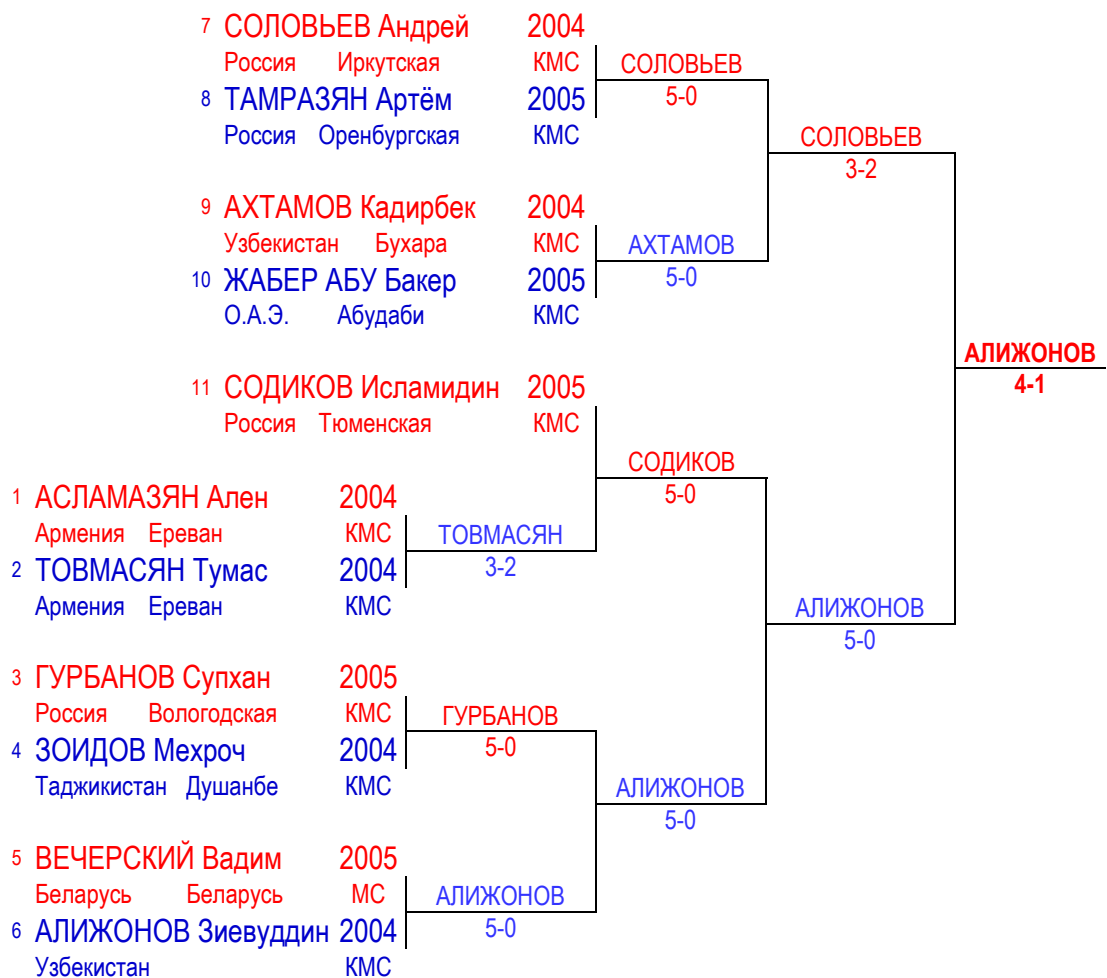 7 СОЛОВЬЕВ Андрей 2004
Россия Иркутская КМС
СОЛОВЬЕВ
5-0
8 ТАМРАЗЯН Артём 2005
Россия Оренбургская КМС
СОЛОВЬЕВ
3-2
9 АХТАМОВ Кадирбек 2004
Узбекистан Бухара КМС
АХТАМОВ
5-0
10 ЖАБЕР АБУ Бакер 2005
О.А.Э. Абудаби КМС
АЛИЖОНОВ
4-1
11 СОДИКОВ Исламидин 2005
Россия Тюменская КМС
СОДИКОВ
5-0
1 АСЛАМАЗЯН Ален 2004
Армения Ереван КМС
ТОВМАСЯН
3-2
2 ТОВМАСЯН Тумас 2004
Армения Ереван КМС
АЛИЖОНОВ
5-0
3 ГУРБАНОВ Супхан 2005
Россия Вологодская КМС
ГУРБАНОВ
5-0
4 ЗОИДОВ Мехроч 2004
Таджикистан Душанбе КМС
АЛИЖОНОВ
5-0
5 ВЕЧЕРСКИЙ Вадим 2005
Беларусь Беларусь МС
АЛИЖОНОВ
5-0
6 АЛИЖОНОВ Зиевуддин 2004
Узбекистан КМС